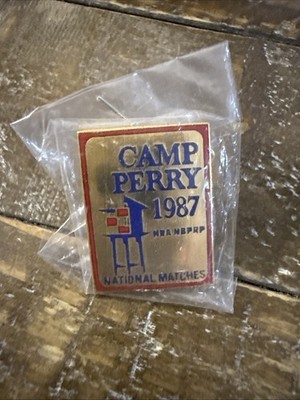 CAMP
PERRY
1987
NRA NBPRP
NATIONAL MATCHES